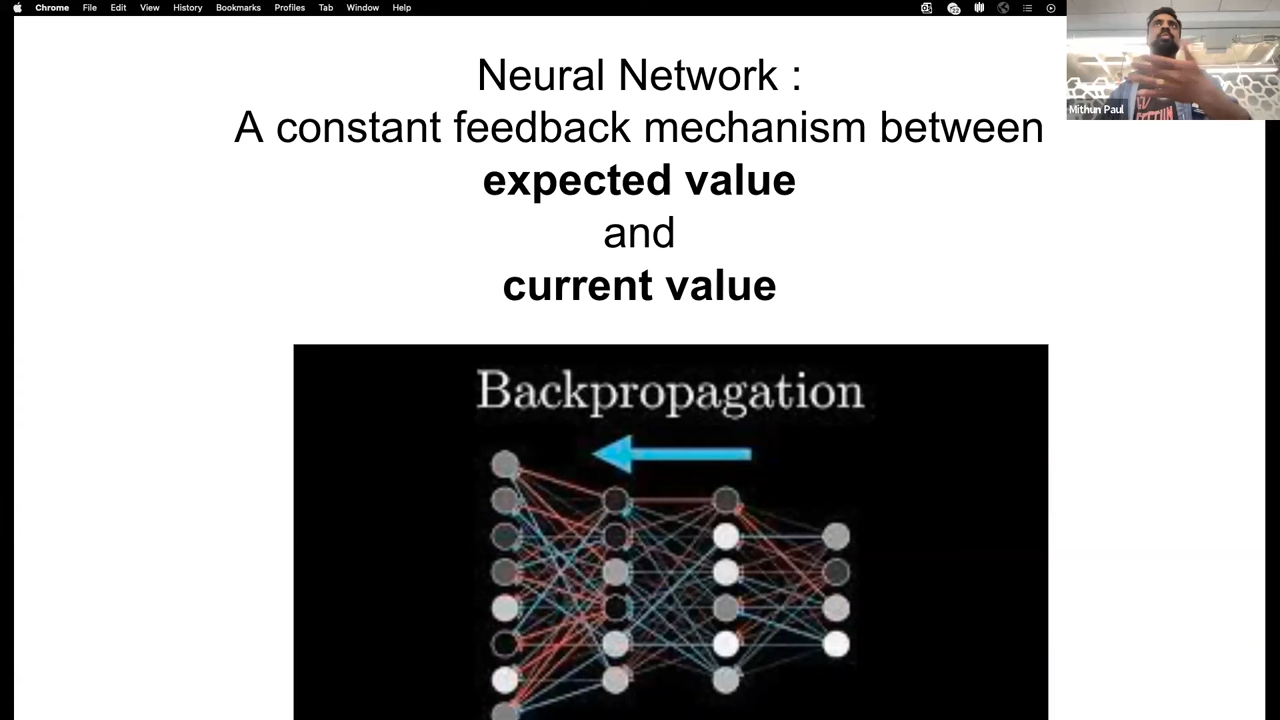 Chrome File Edit View History Bookmarks Profiles Tab Window Help
Neural Network :
A constant feedback mechanism between
expected value
and
current value
Mithun Paul
Backpropagation